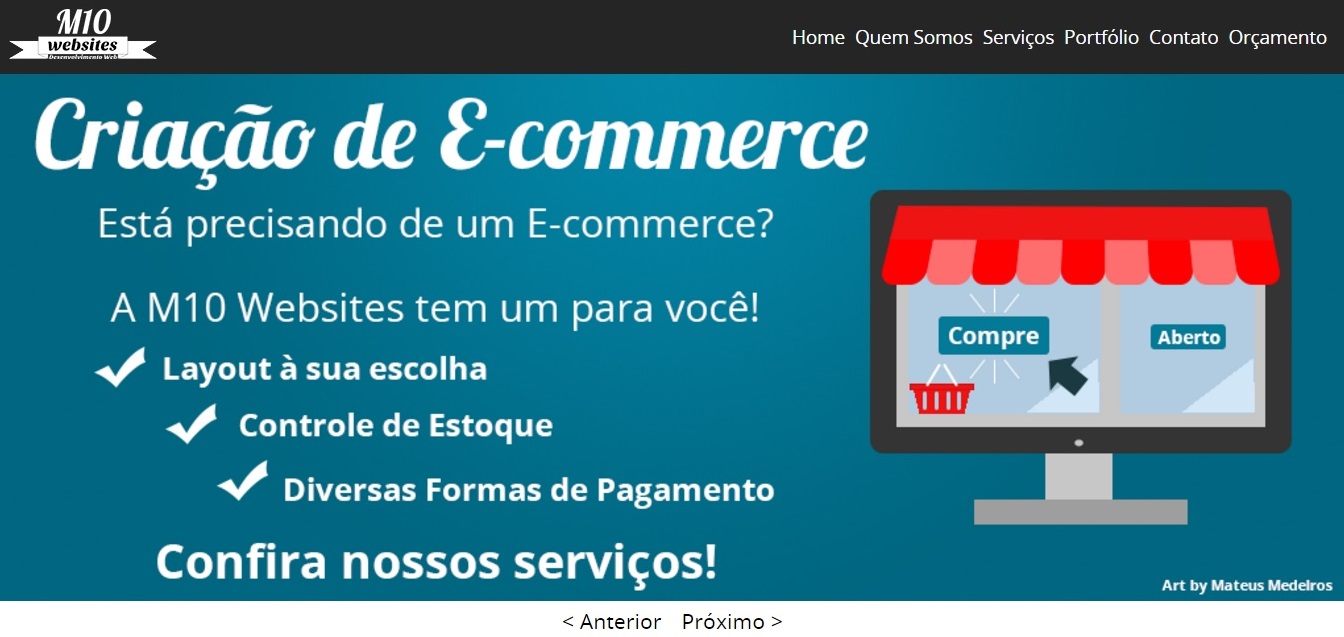 M10
websites
Desenvolvimento Web
Home Quem Somos Serviços Portfólio Contato Orçamento
Criação de E-commerce
Está precisando de um E-commerce?
A M10 Websites tem um para você!
Layout à sua escolha
Controle de Estoque
Diversas Formas de Pagamento
Confira nossos serviços!
Compre
Aberto
Art by Mateus Medeiros
< Anterior Próximo >